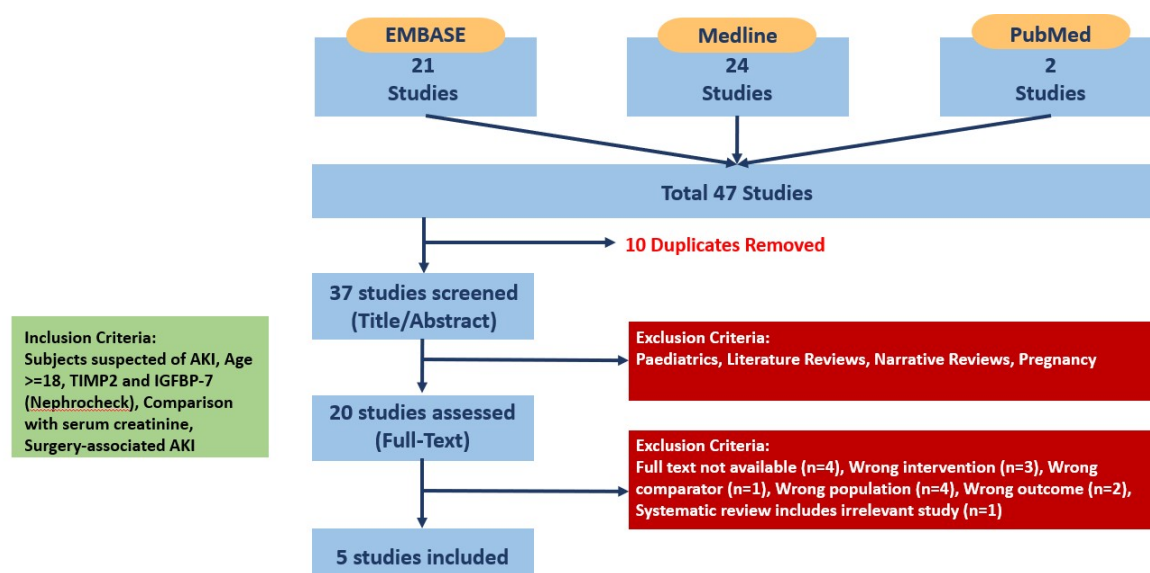 EMBASE
21
Studies
Medline
24
Studies
PubMed
2
Studies
Total 47 Studies
10 Duplicates Removed
37 studies screened
(Title/Abstract)
Inclusion Criteria:
Subjects suspected of AKI, Age
>=18, TIMP2 and IGFBP-7
(Nephrocheck), Comparison
with serum creatinine,
Surgery-associated AKI
Exclusion Criteria:
Paediatrics, Literature Reviews, Narrative Reviews, Pregnancy
20 studies assessed
(Full-Text)
Exclusion Criteria:
Full text not available (n=4), Wrong intervention (n=3), Wrong
comparator (n=1), Wrong population (n=4), Wrong outcome (n=2),
Systematic review includes irrelevant study (n=1)
5 studies included